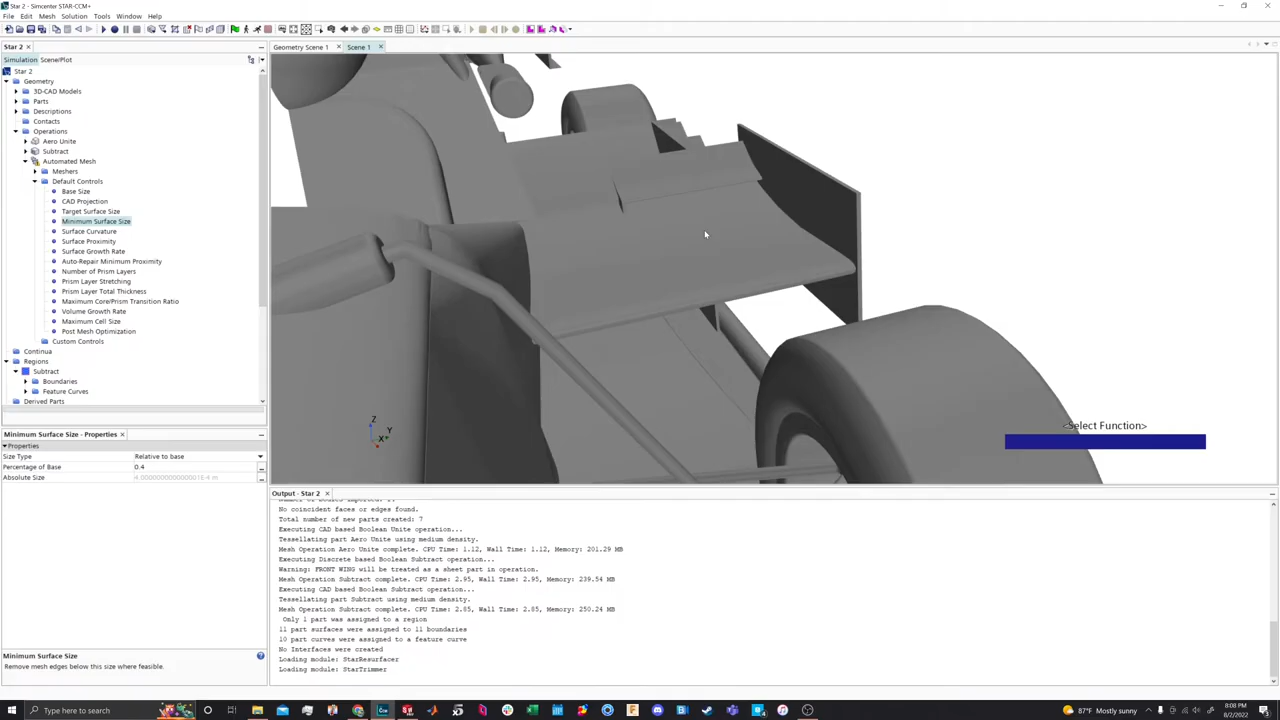 Star 2 - Simcenter STAR-CCM+
File Edit Mesh Solution Tools Window Help
Star 2
Geometry Scene 1
Scene 1
Simulation Scene/Plot
Star 2
Geometry
3D-CAD Models
Parts
Descriptions
Contacts
Operations
Aero Unite
Subtract
Automated Mesh
Meshers
Default Controls
Base Size
CAD Projection
Target Surface Size
Minimum Surface Size
Surface Curvature
Surface Proximity
Surface Growth Rate
Auto-Repair Minimum Proximity
Number of Prism Layers
Prism Layer Stretching
Prism Layer Total Thickness
Maximum Core/Prism Transition Ratio
Volume Growth Rate
Maximum Cell Size
Post Mesh Optimization
Custom Controls
Continua
Regions
Subtract
Boundaries
Feature Curves
Derived Parts
Z
Y
X
<Select Function>
Minimum Surface Size - Properties
Properties
Size Type Relative to base
Percentage of Base 0.4
Absolute Size 4.000000000000001E-4 m
Minimum Surface Size
Remove mesh edges below this size where feasible.
Output - Star 2
No coincident faces or edges found.
Total number of new parts created: 7
Executing CAD based Boolean Unite operation...
Tessellating part Aero Unite using medium density.
Mesh Operation Aero Unite complete. CPU Time: 1.12, Wall Time: 1.12, Memory: 201.29 MB
Executing Discrete based Boolean Subtract operation...
Warning: FRONT WING will be treated as a sheet part in operation.
Mesh Operation Subtract complete. CPU Time: 2.95, Wall Time: 2.95, Memory: 239.54 MB
Executing CAD based Boolean Subtract operation...
Tessellating part Subtract using medium density.
Mesh Operation Subtract complete. CPU Time: 2.85, Wall Time: 2.85, Memory: 250.24 MB
Only 1 part was assigned to a region
11 part surfaces were assigned to 11 boundaries
10 part curves were assigned to a feature curve
No Interfaces were created
Loading module: StarResurfacer
Loading module: StarTrimmer
Type here to search
87°F Mostly sunny
8:08 PM
8/2/2022